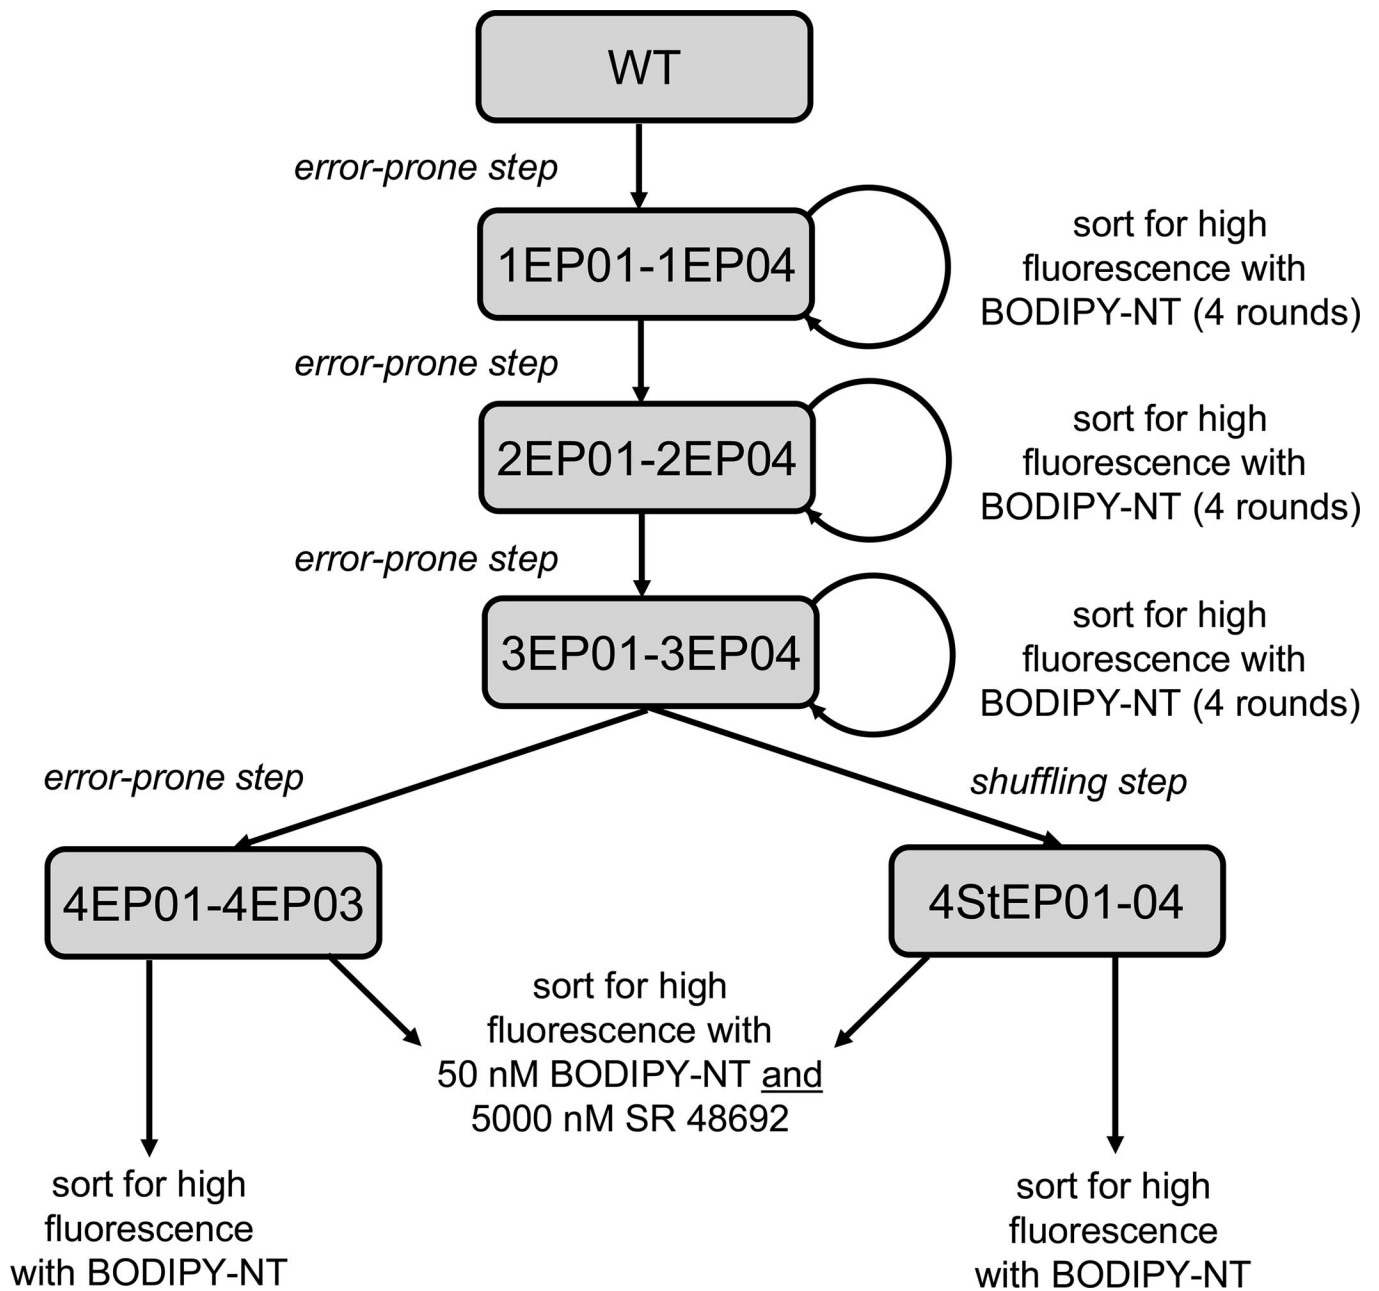 WT
error-prone step
1EP01-1EP04
sort for high
fluorescence with
BODIPY-NT (4 rounds)
error-prone step
2EP01-2EP04
sort for high
fluorescence with
BODIPY-NT (4 rounds)
error-prone step
3EP01-3EP04
sort for high
fluorescence with
BODIPY-NT (4 rounds)
error-prone step
shuffling step
4EP01-4EP03
4StEP01-04
sort for high
fluorescence with
50 nM BODIPY-NT and
5000 nM SR 48692
sort for high
fluorescence
with BODIPY-NT
sort for high
fluorescence
with BODIPY-NT